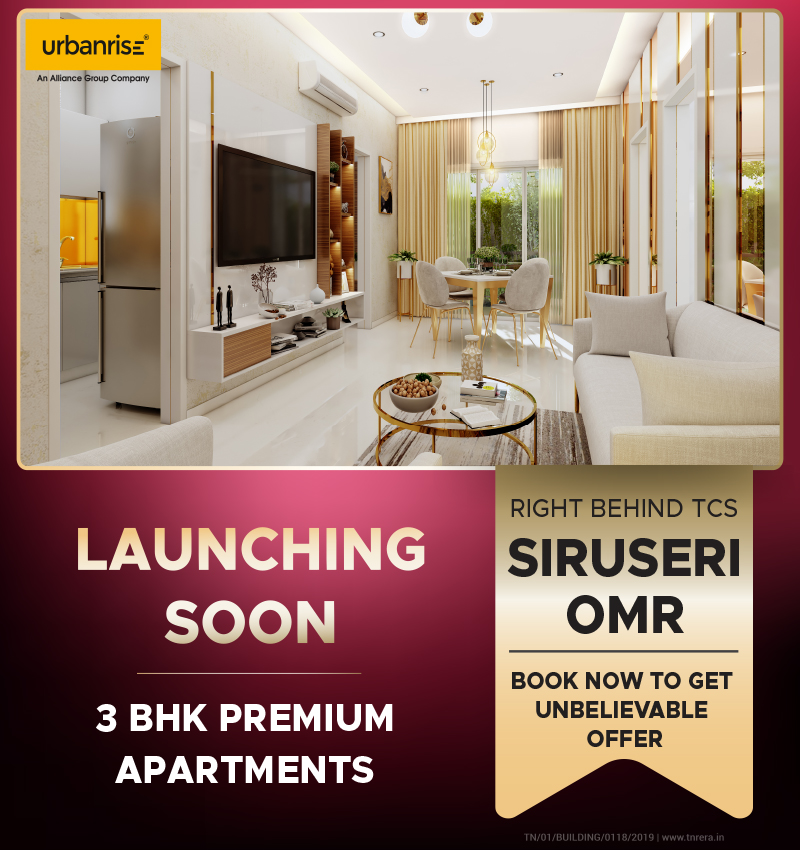 urbanrise®
An Alliance Group Company
LAUNCHING
SOON
3 BHK PREMIUM
APARTMENTS
RIGHT BEHIND TCS
SIRUSERI
OMR
BOOK NOW TO GET
UNBELIEVABLE
OFFER
TN/01/BUILDING/0118/2019 | www.tnrera.in